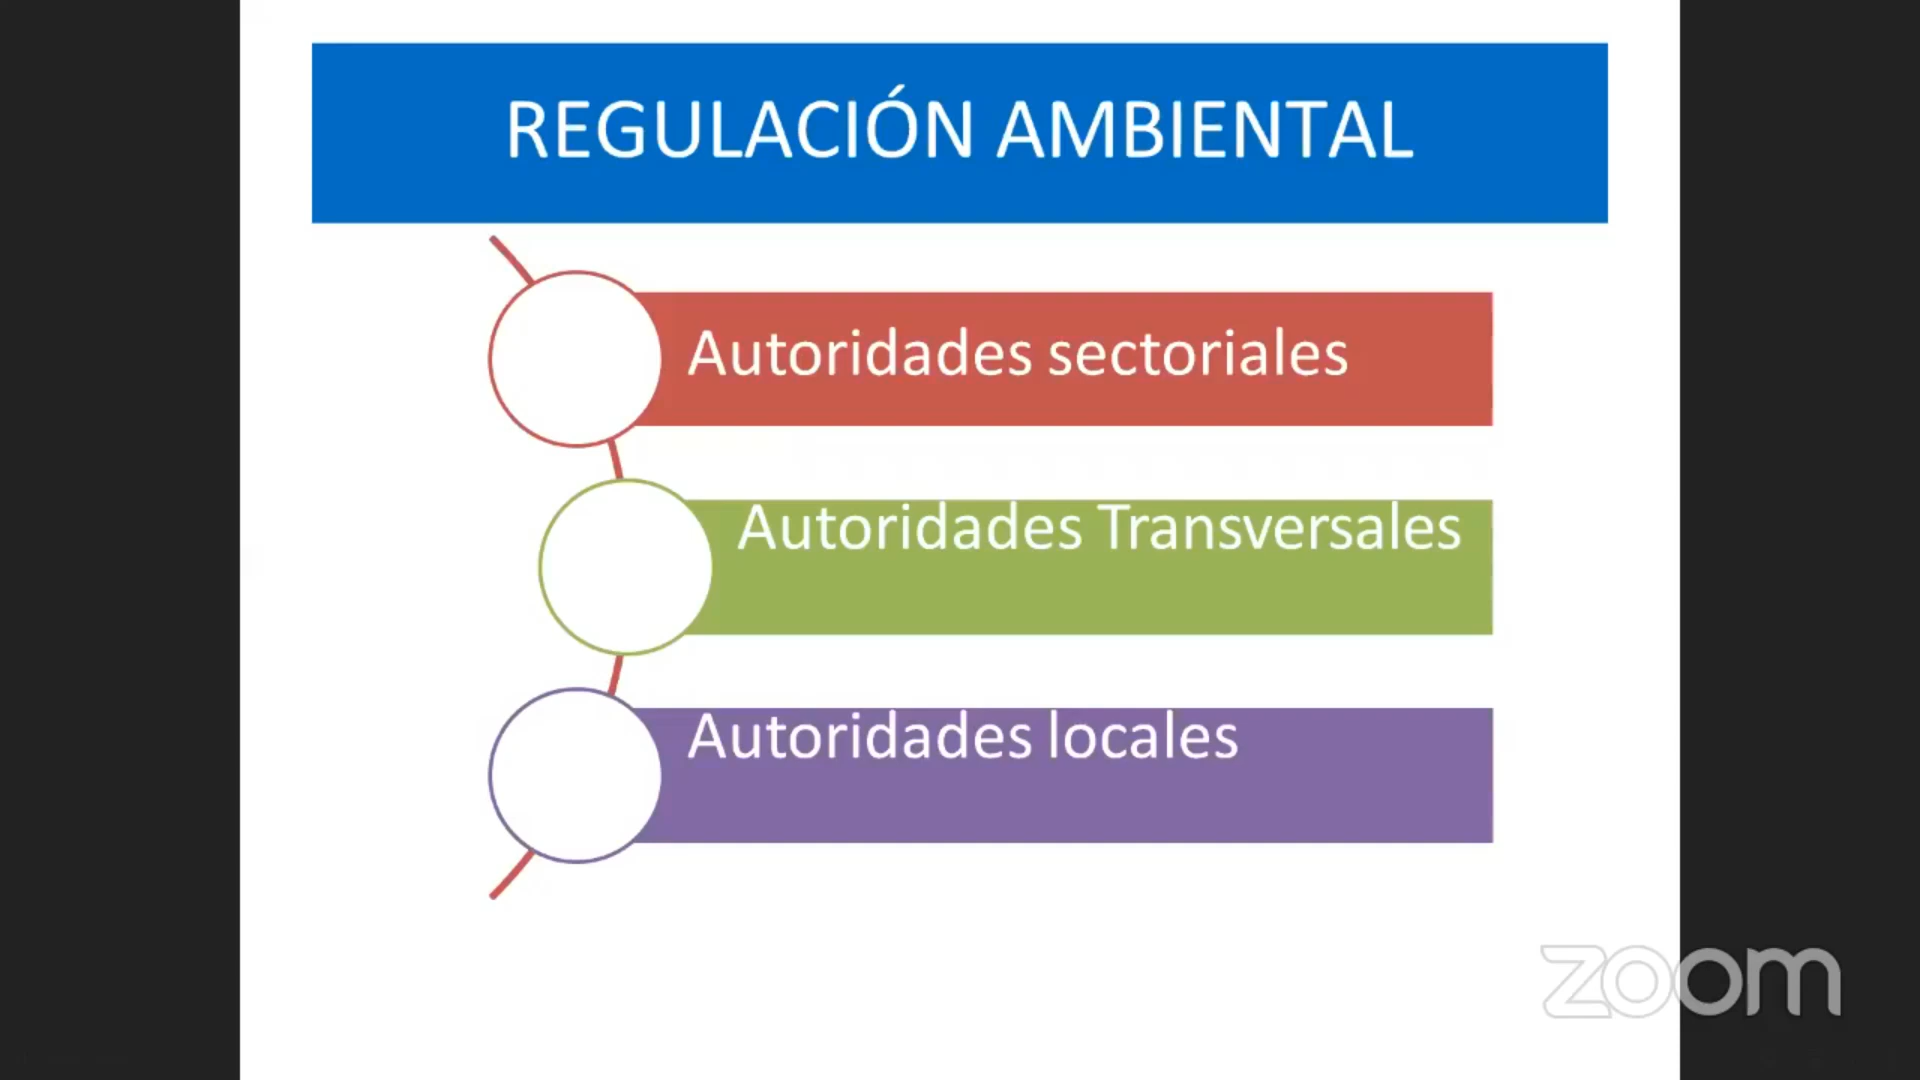 REGULACIÓN AMBIENTAL
Autoridades sectoriales
Autoridades Transversales
Autoridades locales
zoom